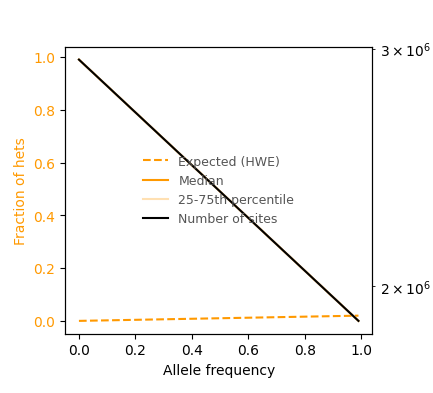 3 × 10⁶
1.0
0.8
0.6
0.4
0.2
0.0
Fraction of hets
Expected (HWE)
Median
25-75th percentile
Number of sites
2 × 10⁶
0.0 0.2 0.4 0.6 0.8 1.0
Allele frequency